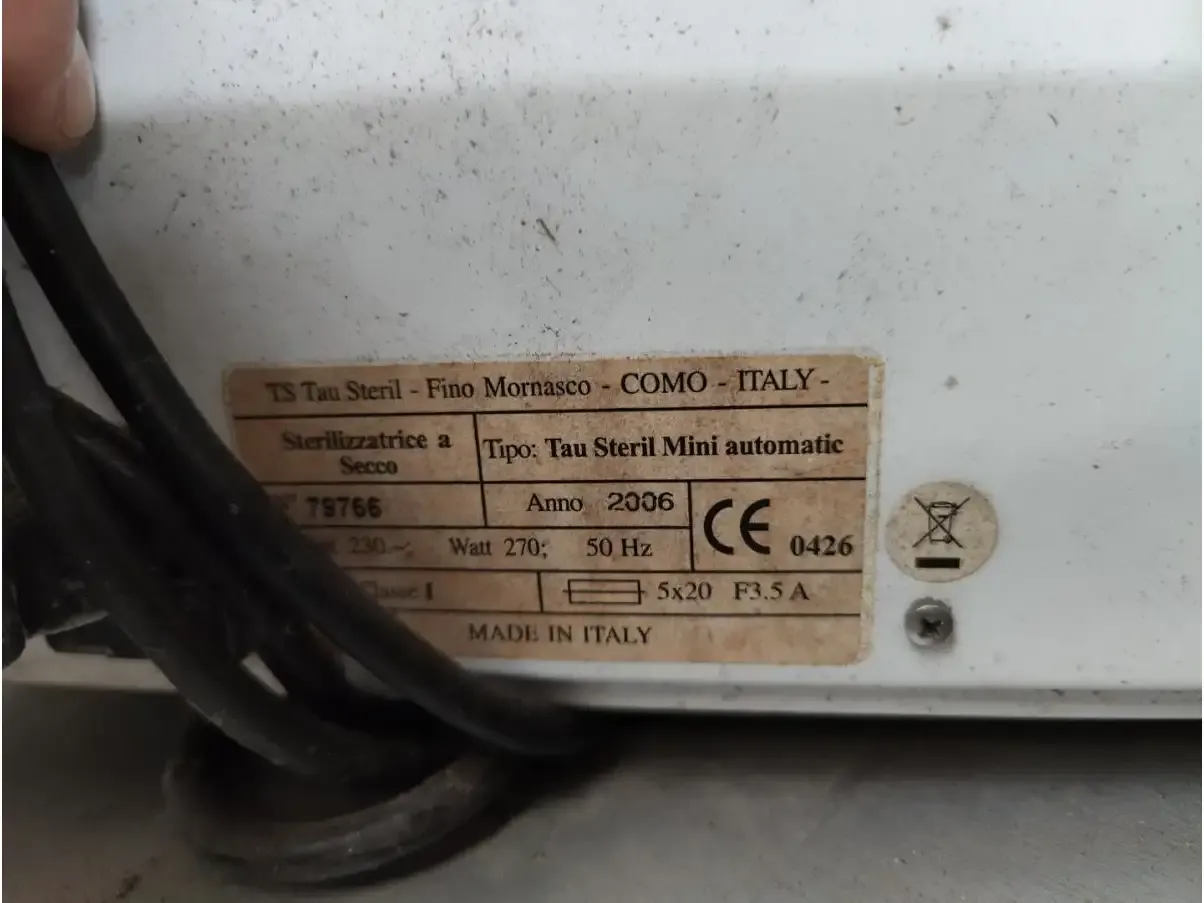 TS Tau Steril - Fino Mornasco - COMO - ITALY -
Sterilizzatrice a
Secco
Tipo: Tau Steril Mini automatic
79766
Anno 2006
CE 0426
230 ~; Watt 270; 50 Hz
Classe I
5x20 F3.5 A
MADE IN ITALY